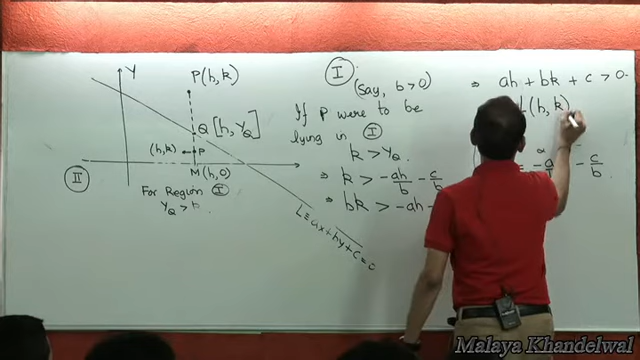 Y
P(h, k)
Q [h, Y_Q]
(h, k) P
M (h, 0)
II
For Region I
Y_Q > k
L ≡ ax + by + c = 0
I
(Say, b > 0)
If P were to be
lying in I
k > Y_Q.
⇒ k > -ah/b - c/b
⇒ bk > -ah -
⇒ ah + bk + c > 0.
(h, k)
- c/b.
Malaya Khandelwal